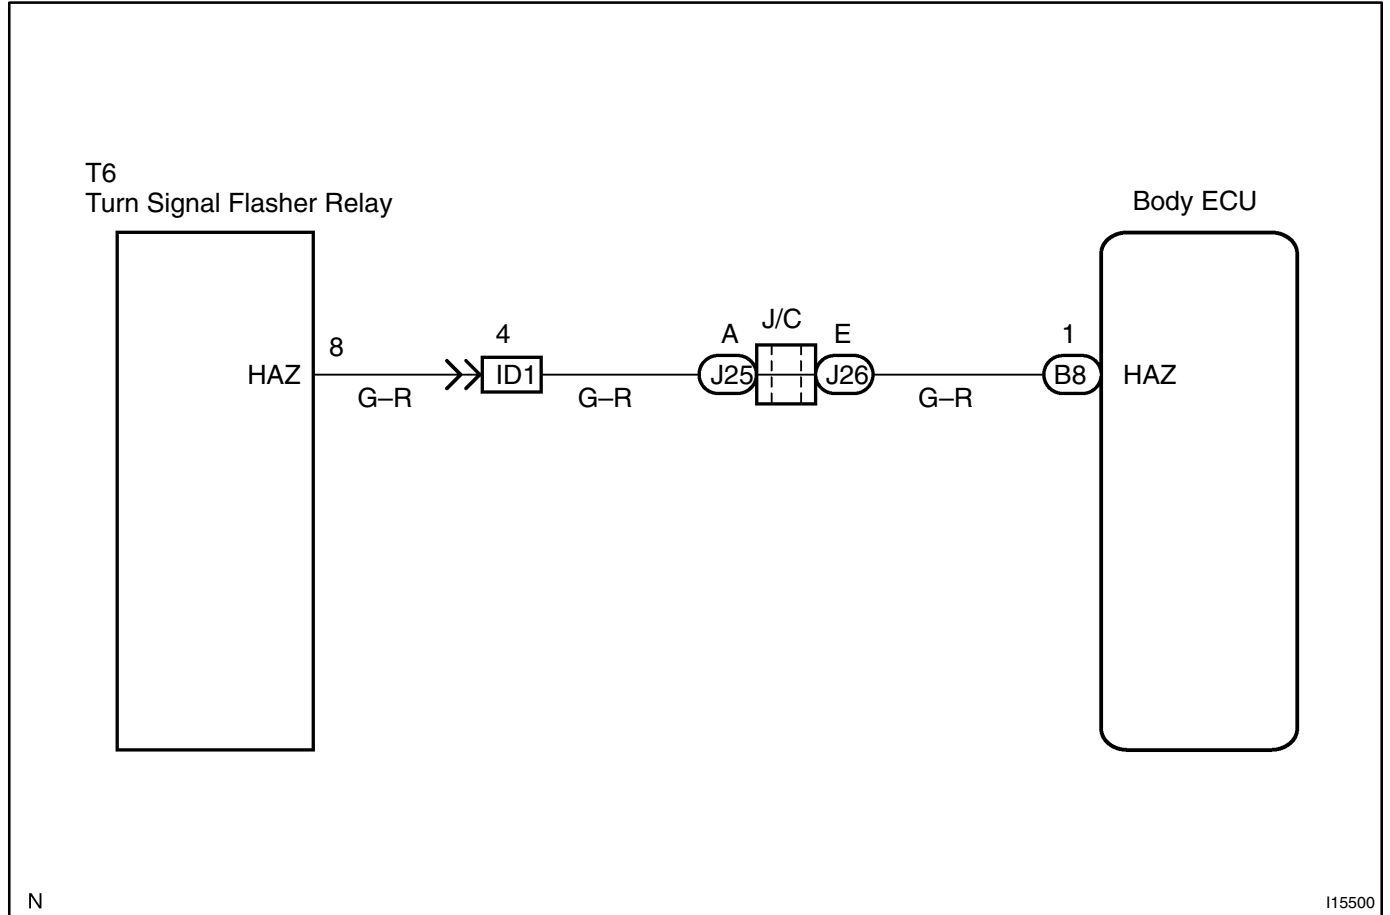 T6
Turn Signal Flasher Relay
Body ECU
HAZ
8
G–R
4
ID1
G–R
A
J25
J/C
E
J26
G–R
1
B8
HAZ
N
I15500